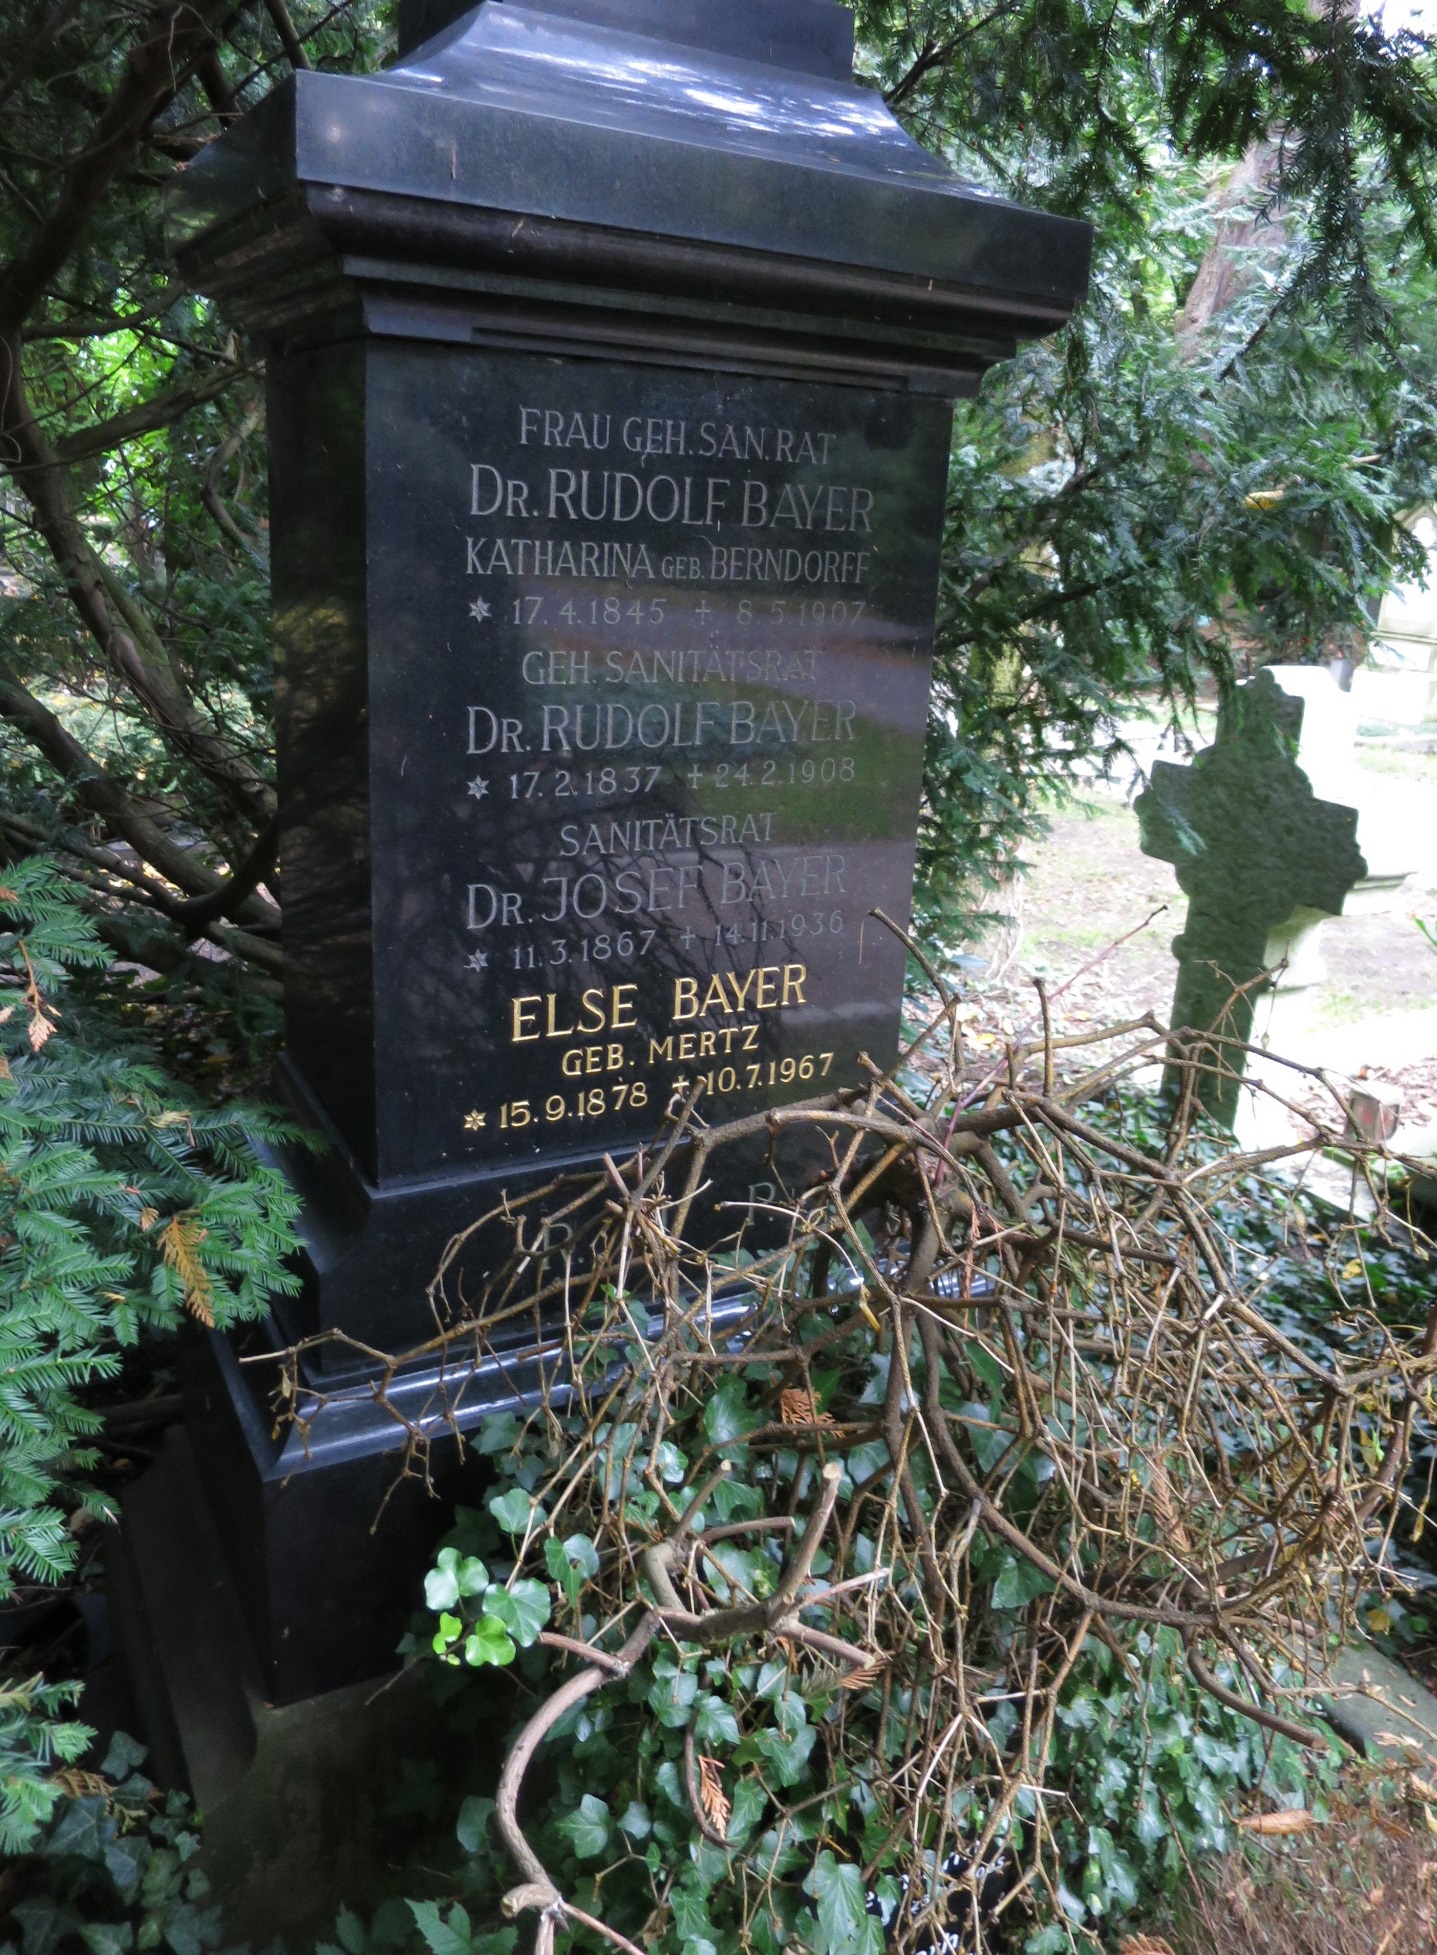 FRAU GEH. SAN. RAT
DR. RUDOLF BAYER
KATHARINA GEB. BERNDORFF
* 17.4.1845 + 8.5.1907
GEH. SANITÄTSRAT
DR. RUDOLF BAYER
* 17.2.1837 + 24.2.1908
SANITÄTSRAT
DR. JOSEF BAYER
* 11.3.1867 + 14.11.1936
ELSE BAYER
GEB. MERTZ
* 15.9.1878 + 10.7.1967
R. P.